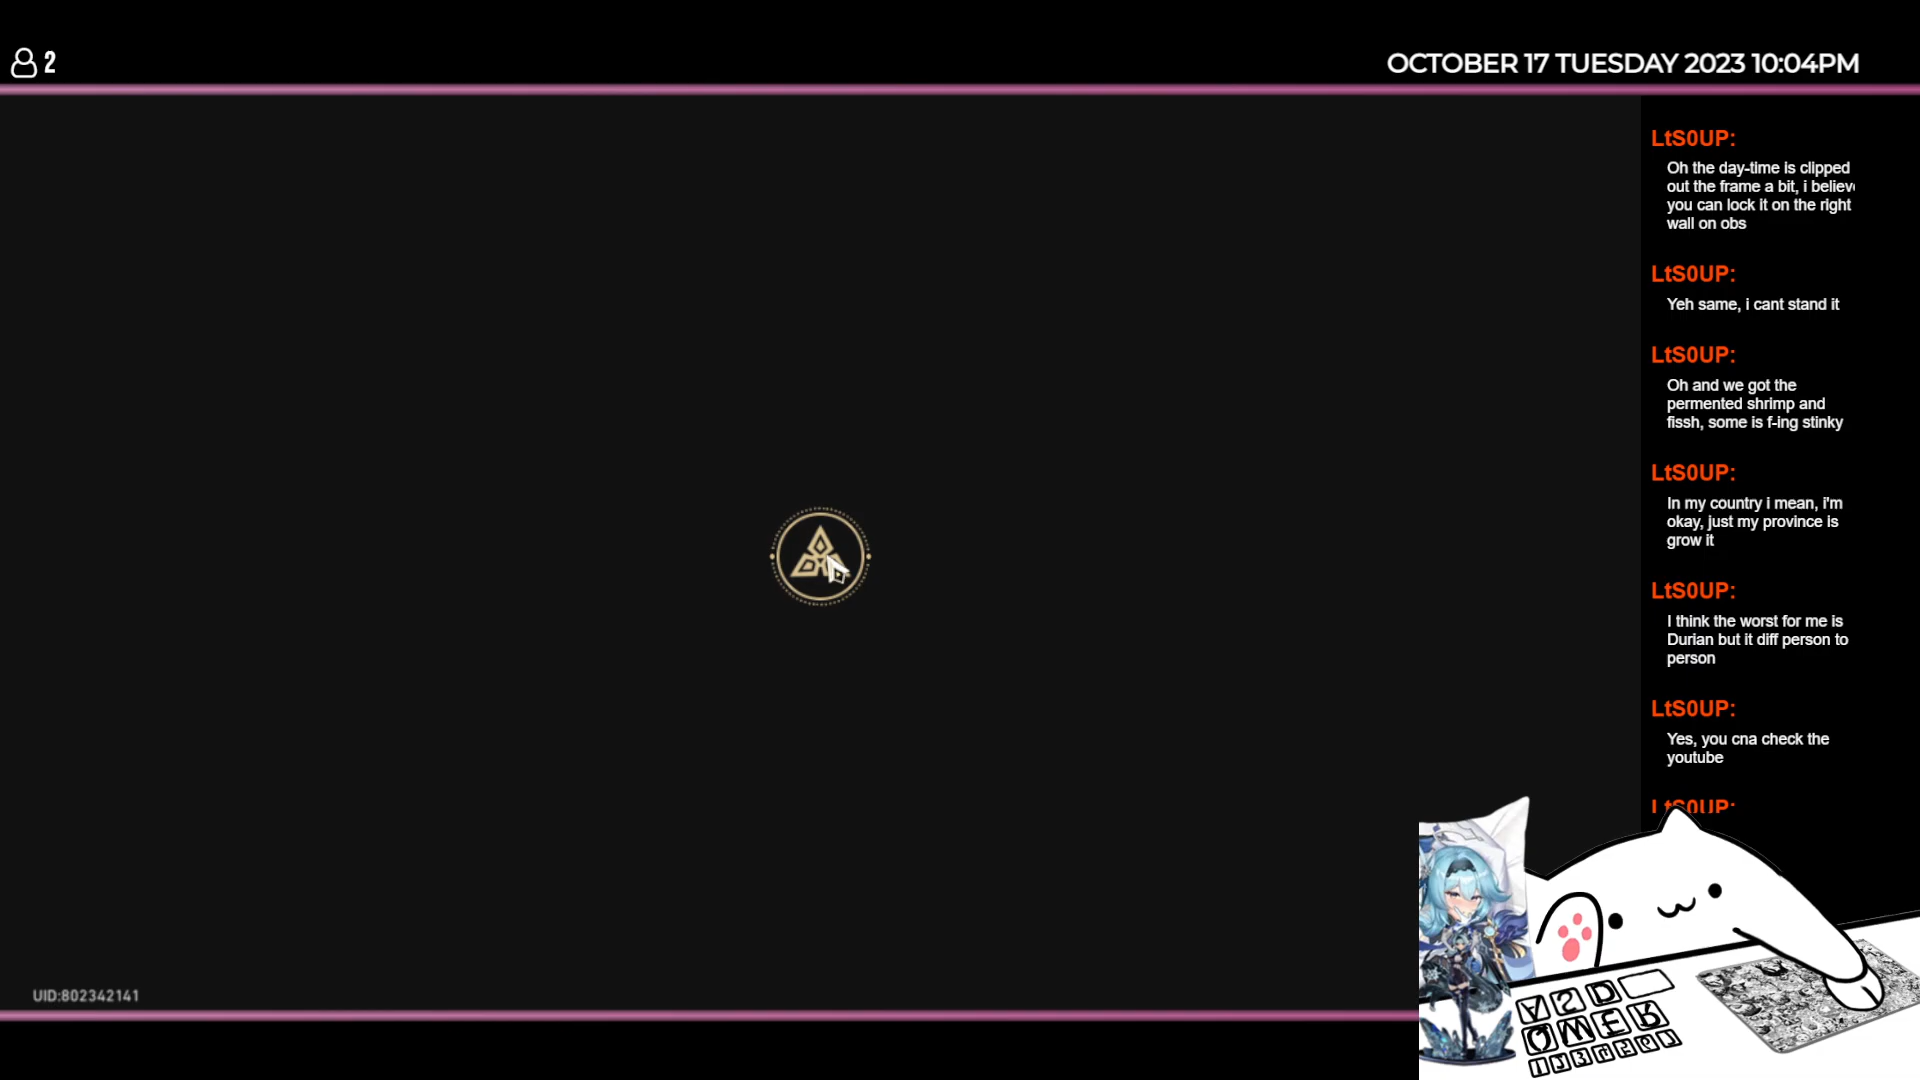 2
OCTOBER 17 TUESDAY 2023 10:04PM
LtS0UP:
Oh the day-time is clipped
out the frame a bit, i believe
you can lock it on the right
wall on obs
LtS0UP:
Yeh same, i cant stand it
LtS0UP:
Oh and we got the
permented shrimp and
fissh, some is f-ing stinky
LtS0UP:
In my country i mean, i'm
okay, just my province is
grow it
LtS0UP:
I think the worst for me is
Durian but it diff person to
person
LtS0UP:
Yes, you cna check the
youtube
LtS0UP:
UID:802342141
A S D
Q W E R